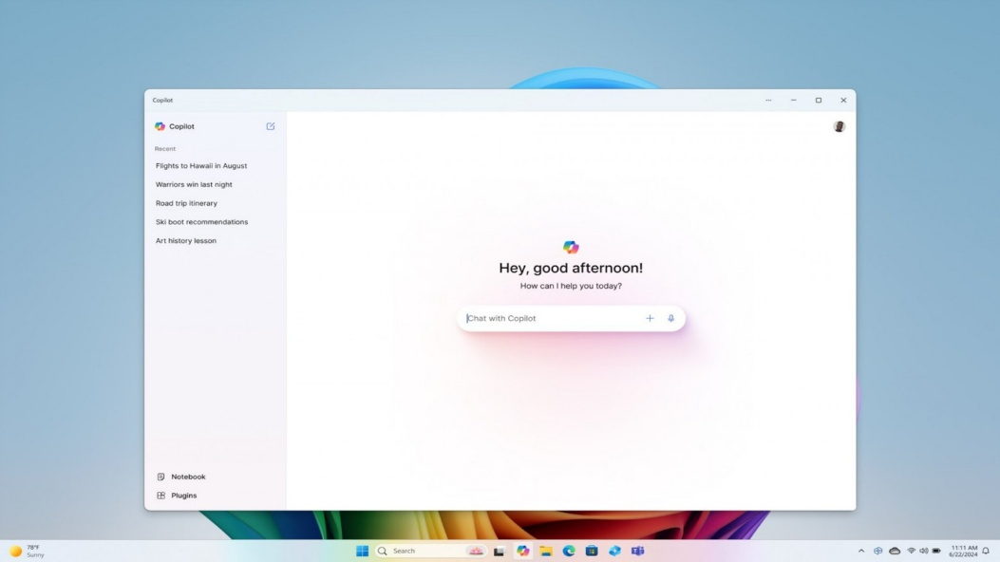 Copilot
Copilot
Recent
Flights to Hawaii in August
Warriors win last night
Road trip itinerary
Ski boot recommendations
Art history lesson
Notebook
Plugins
Hey, good afternoon!
How can I help you today?
Chat with Copilot
78°F
Sunny
Search
11:11 AM
6/22/2024